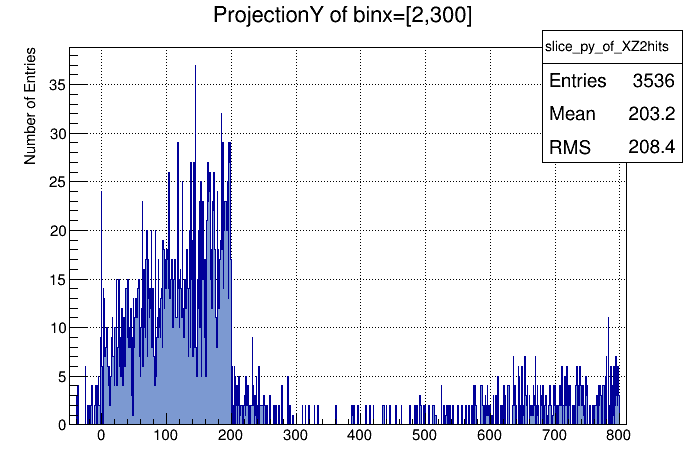 ProjectionY of binx=[2,300]
slice_py_of_XZ2hits
Entries 3536
Mean 203.2
RMS 208.4
Number of Entries
35
30
25
20
15
10
5
0
0 100 200 300 400 500 600 700 800